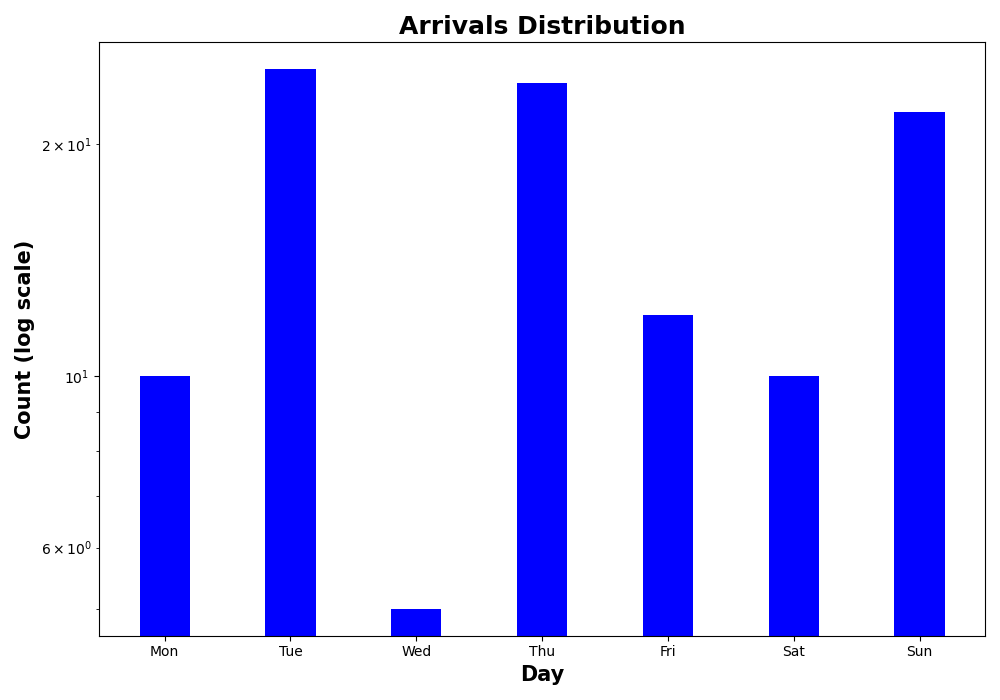 Arrivals Distribution
Count (log scale)
2 × 10¹
10¹
6 × 10⁰
Mon Tue Wed Thu Fri Sat Sun
Day